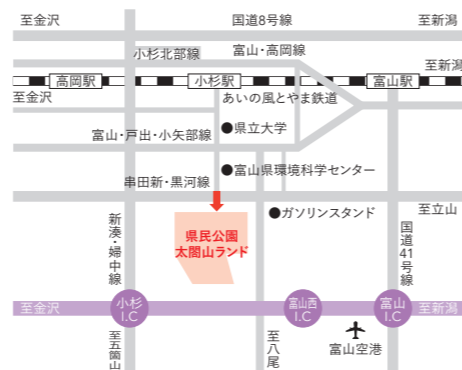 至金沢
国道8号線
至新潟
小杉北部線
富山・高岡線
至新潟
高岡駅
小杉駅
富山駅
至金沢
あいの風とやま鉄道
●県立大学
富山・戸出・小矢部線
●富山県環境科学センター
串田新・黒河線
●ガソリンスタンド
至立山
県民公園
太閤山ランド
新湊・婦中線
国道41号線
至金沢
小杉
I.C
富山西
I.C
富山
I.C
至新潟
至五箇山
至八尾
富山空港